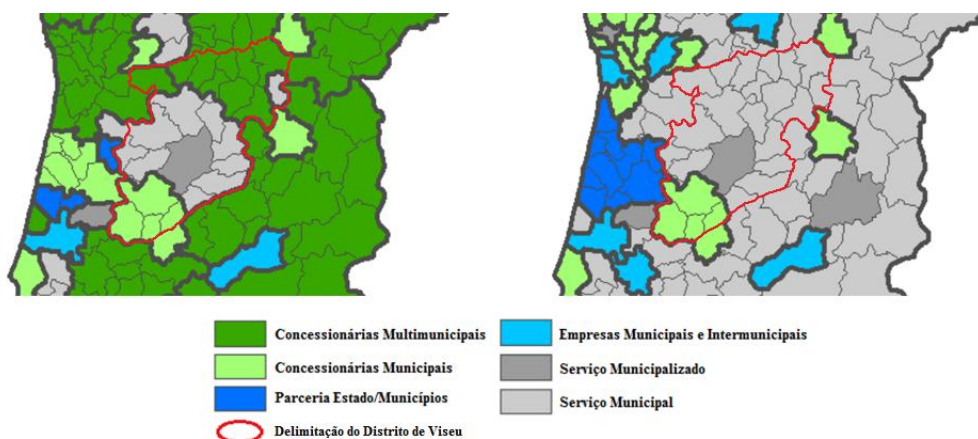 Concessionárias Multimunicipais
Concessionárias Municipais
Parceria Estado/Municípios
Delimitação do Distrito de Viseu
Empresas Municipais e Intermunicipais
Serviço Municipalizado
Serviço Municipal